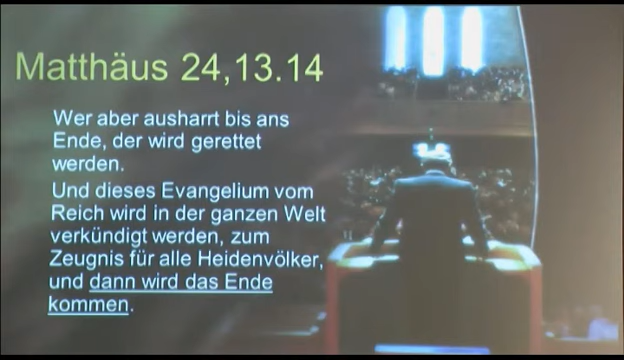 Matthäus 24,13.14
Wer aber ausharrt bis ans
Ende, der wird gerettet
werden.
Und dieses Evangelium vom
Reich wird in der ganzen Welt
verkündigt werden, zum
Zeugnis für alle Heidenvölker,
und dann wird das Ende
kommen.